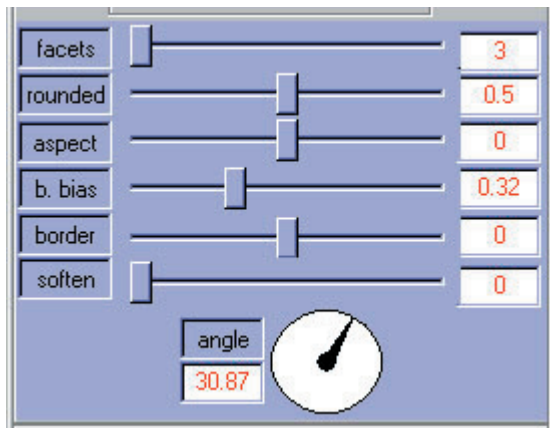 facets 3
rounded 0.5
aspect 0
b. bias 0.32
border 0
soften 0
angle
30.87